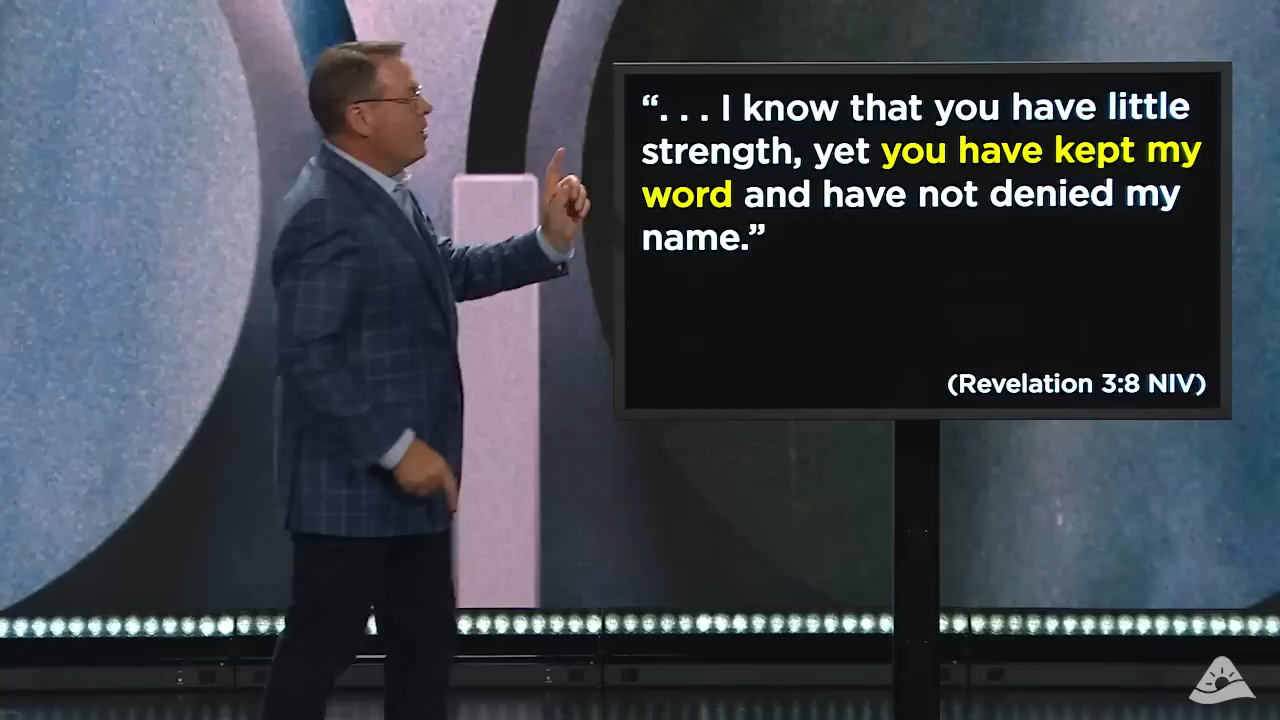 “. . . I know that you have little
strength, yet you have kept my
word and have not denied my
name.”
(Revelation 3:8 NIV)